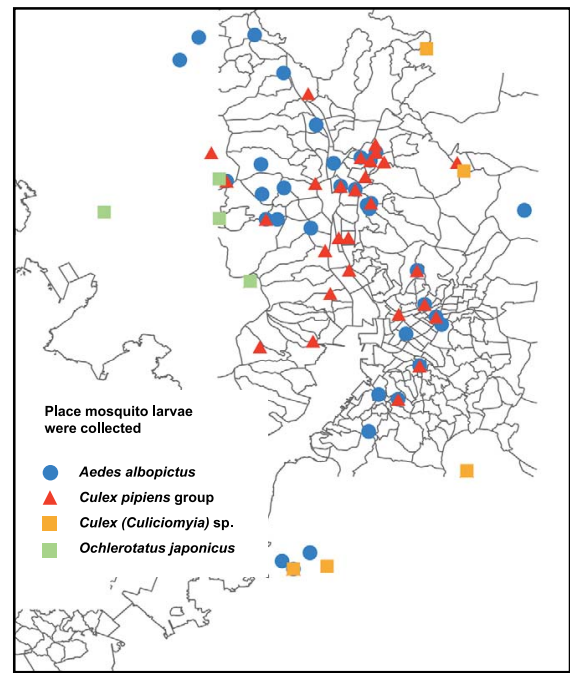 Place mosquito larvae
were collected
Aedes albopictus
Culex pipiens group
Culex (Culiciomyia) sp.
Ochlerotatus japonicus